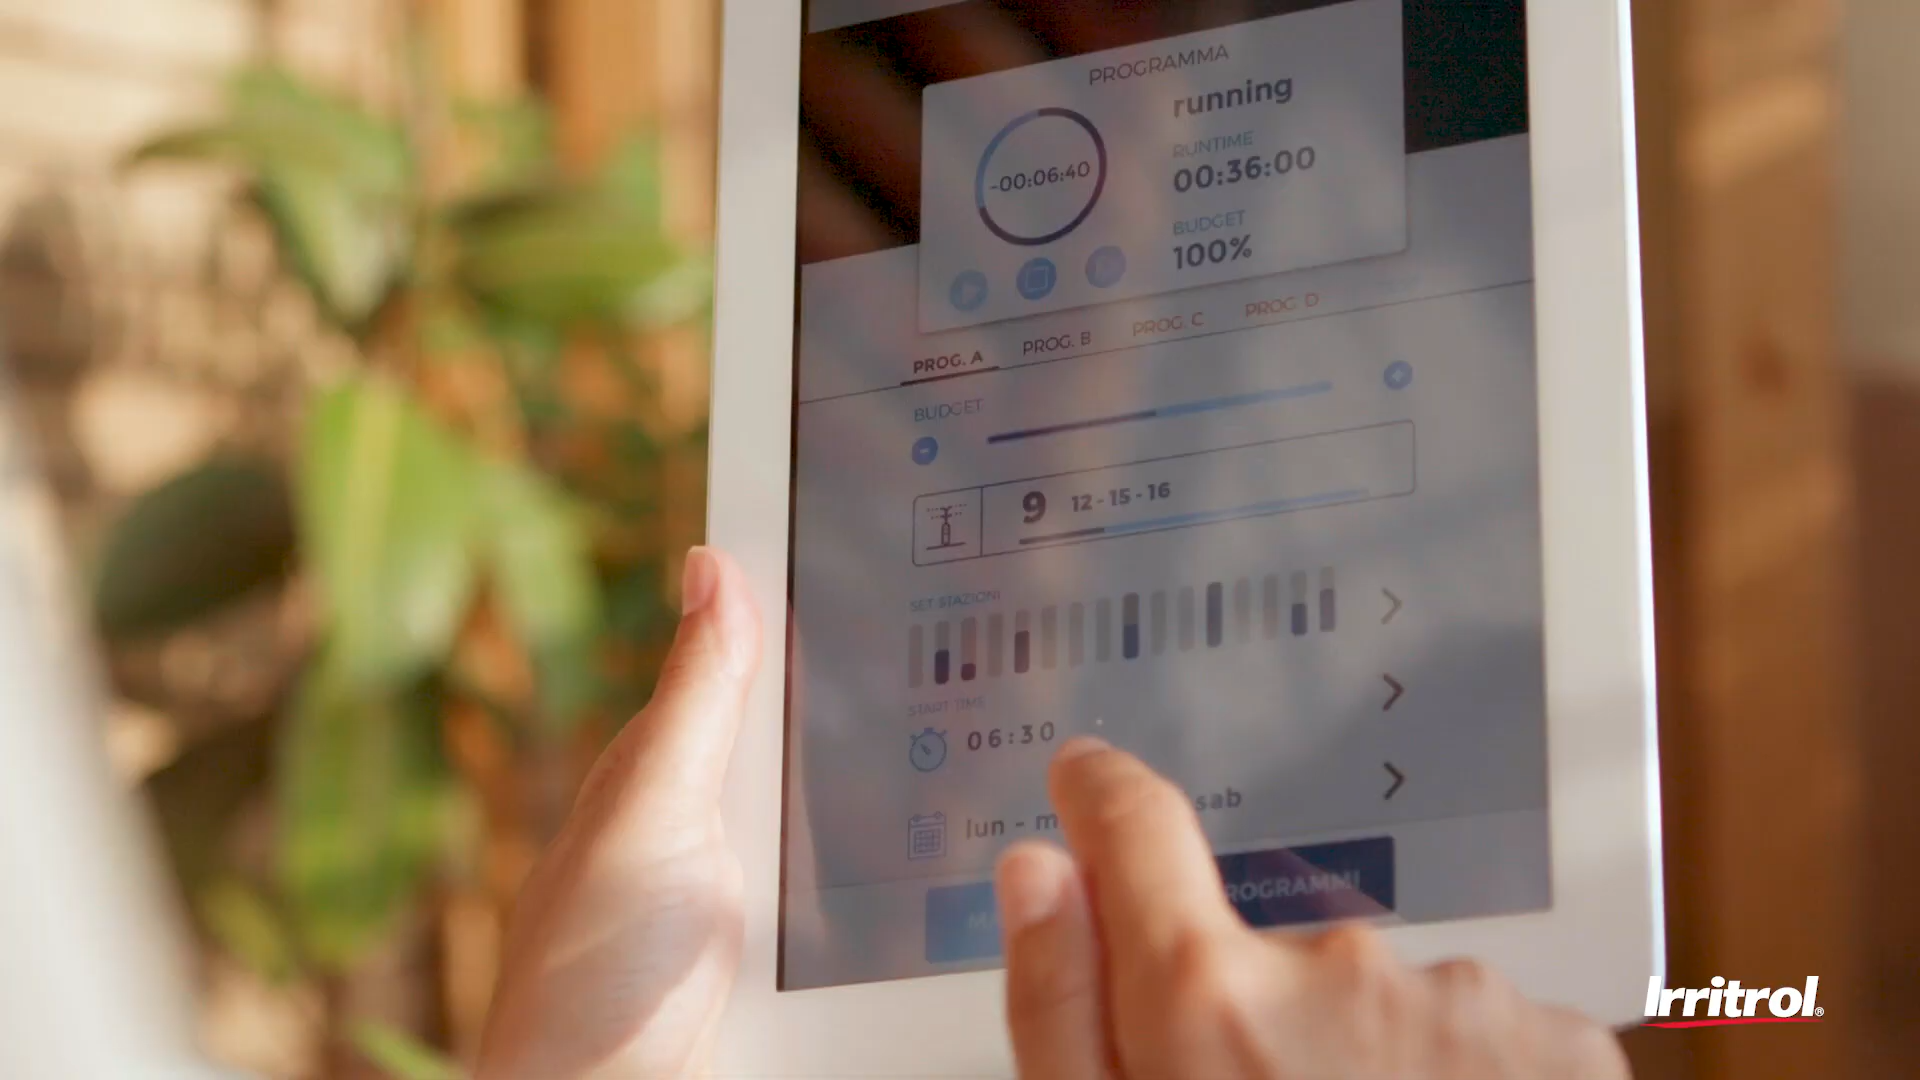 PROGRAMMA
running
-00:06:40
RUNTIME
00:36:00
BUDGET
100%
PROG. A PROG. B PROG. C PROG. D
BUDGET
9 12 - 15 - 16
SET STAZIONI
START TIME
06:30
lun - sab
Irritrol®